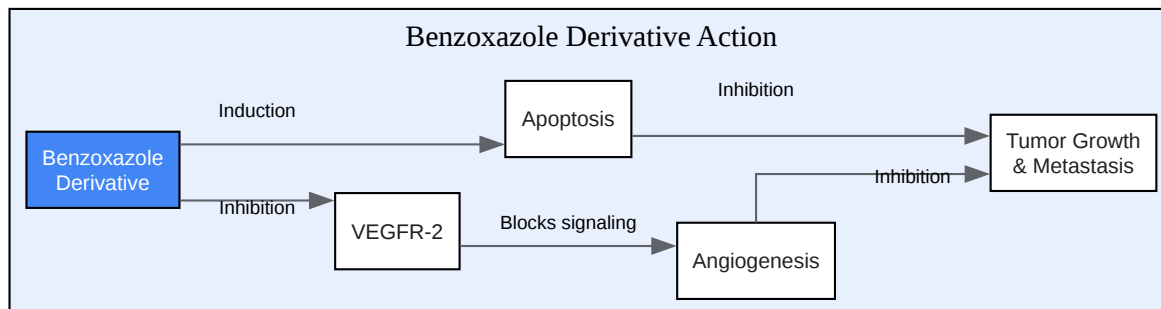 Benzoxazole Derivative Action
Induction
Apoptosis
Inhibition
Benzoxazole
Derivative
Tumor Growth
& Metastasis
Inhibition
VEGFR-2
Blocks signaling
Angiogenesis
Inhibition